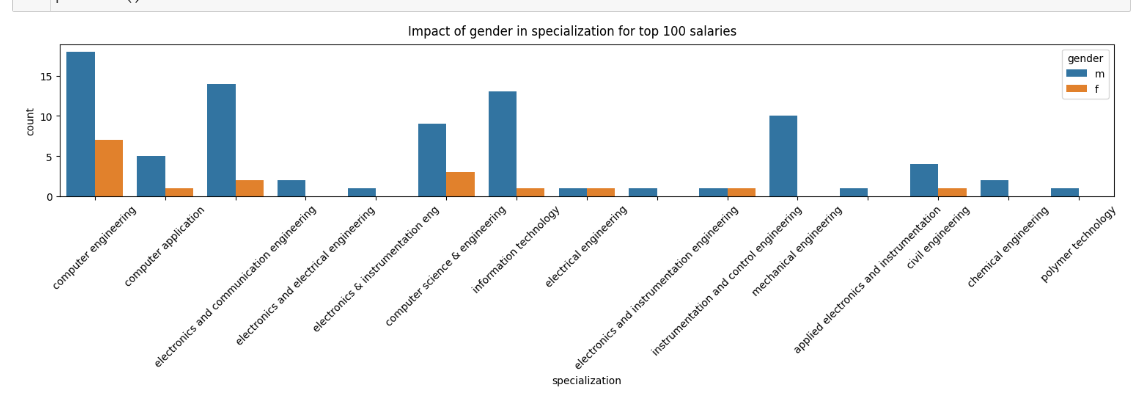 Impact of gender in specialization for top 100 salaries
gender
m
f
count
15
10
5
0
computer engineering
computer application
electronics and communication engineering
electronics and electrical engineering
electronics & instrumentation eng
computer science & engineering
information technology
electrical engineering
electronics and instrumentation engineering
instrumentation and control engineering
mechanical engineering
applied electronics and instrumentation
civil engineering
chemical engineering
polymer technology
specialization